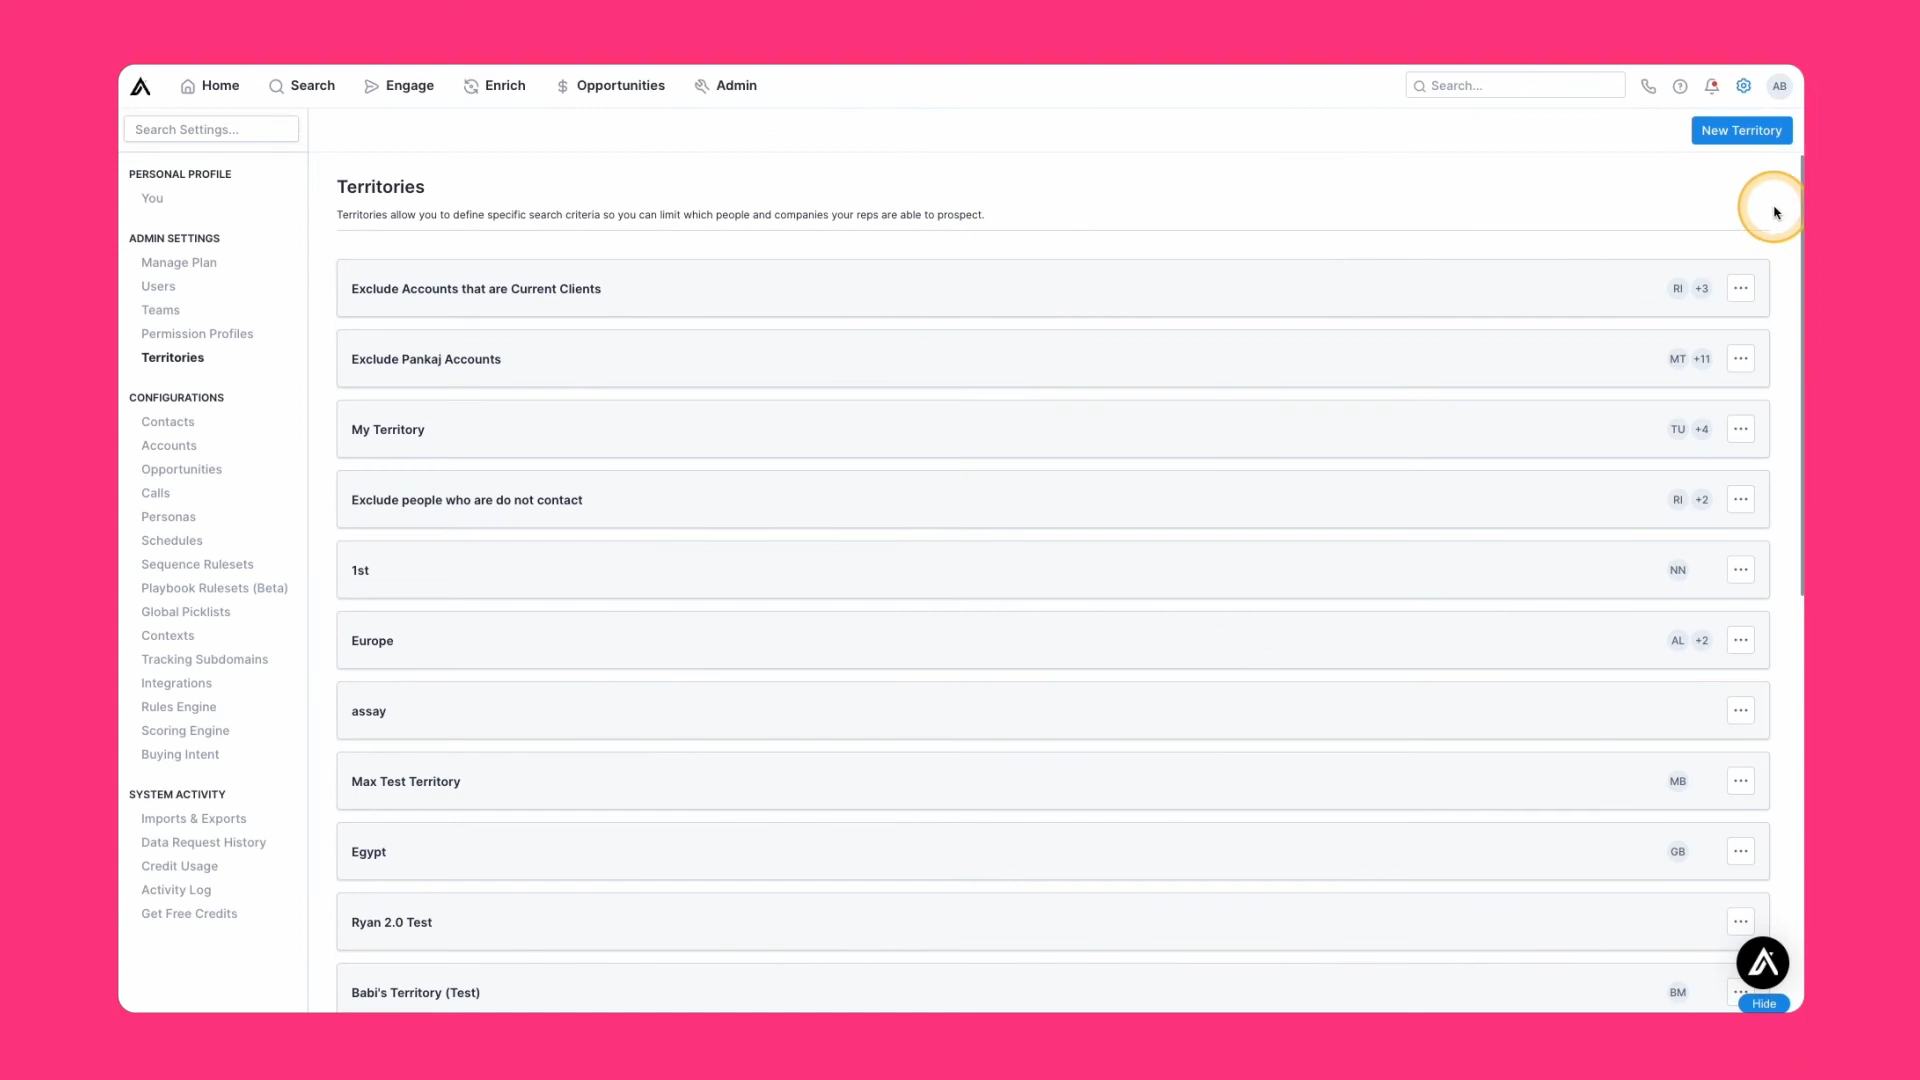 Home
Search
Engage
Enrich
Opportunities
Admin
Search...
AB
Search Settings...
New Territory
PERSONAL PROFILE
You
ADMIN SETTINGS
Manage Plan
Users
Teams
Permission Profiles
Territories
CONFIGURATIONS
Contacts
Accounts
Opportunities
Calls
Personas
Schedules
Sequence Rulesets
Playbook Rulesets (Beta)
Global Picklists
Contexts
Tracking Subdomains
Integrations
Rules Engine
Scoring Engine
Buying Intent
SYSTEM ACTIVITY
Imports & Exports
Data Request History
Credit Usage
Activity Log
Get Free Credits
Territories
Territories allow you to define specific search criteria so you can limit which people and companies your reps are able to prospect.
Exclude Accounts that are Current Clients RI +3
Exclude Pankaj Accounts MT +11
My Territory TU +4
Exclude people who are do not contact RI +2
1st NN
Europe AL +2
assay
Max Test Territory MB
Egypt GB
Ryan 2.0 Test
Babi's Territory (Test) BM
Hide